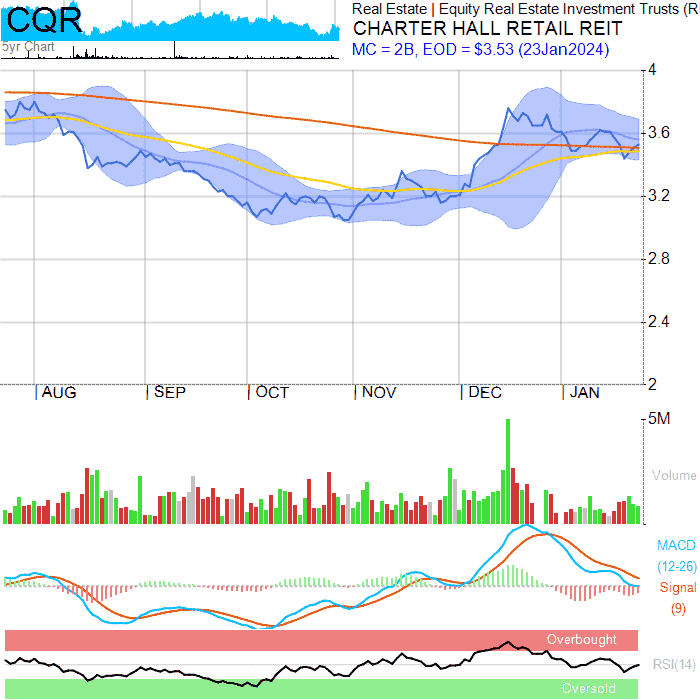 CQR
Real Estate | Equity Real Estate Investment Trusts (R
CHARTER HALL RETAIL REIT
5yr Chart
MC = 2B, EOD = $3.53 (23Jan2024)
4
3.6
3.2
2.8
2.4
2
AUG
SEP
OCT
NOV
DEC
JAN
5M
Volume
MACD
(12-26)
Signal
(9)
Overbought
RSI(14)
Oversold